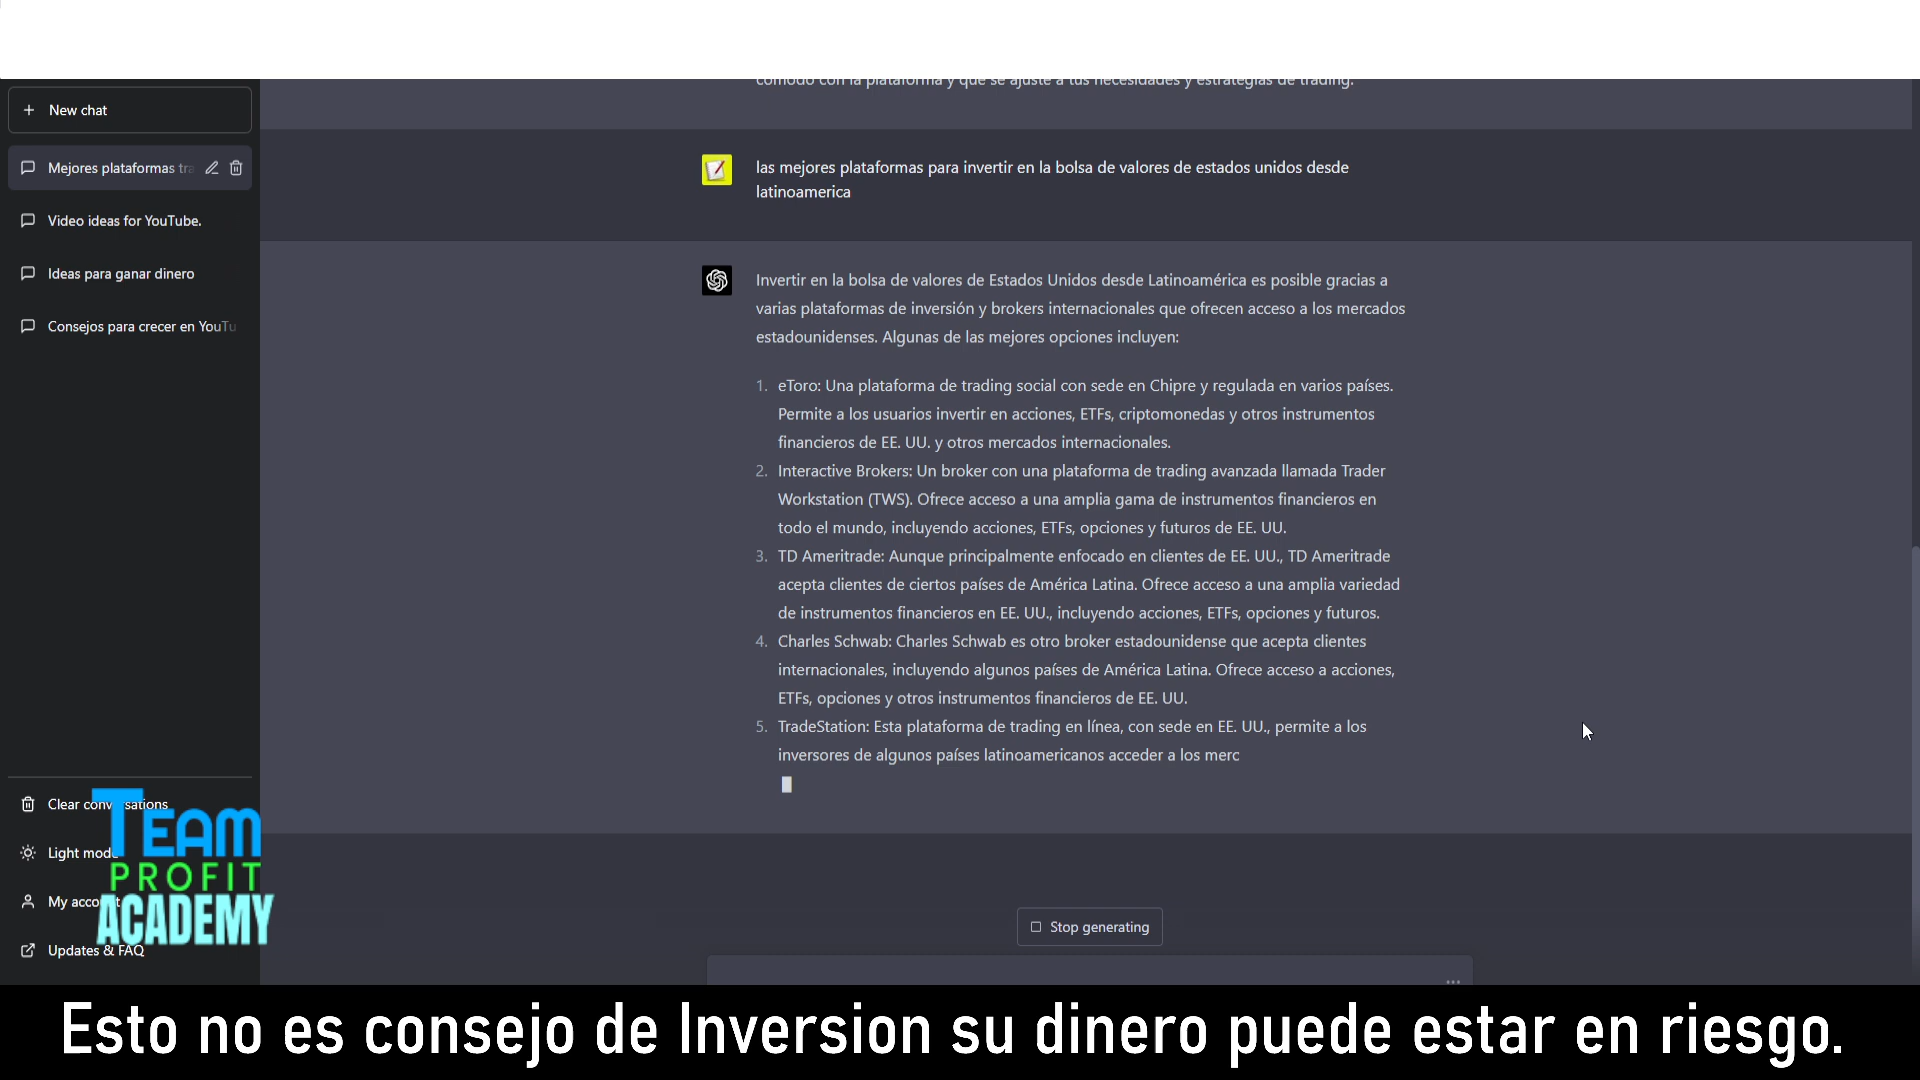 comodo con la plataforma y que se ajuste a tus necesidades y estrategias de trading.
New chat
Mejores plataformas tra
Video ideas for YouTube.
Ideas para ganar dinero
Consejos para crecer en YouTu
las mejores plataformas para invertir en la bolsa de valores de estados unidos desde
latinoamerica
Invertir en la bolsa de valores de Estados Unidos desde Latinoamérica es posible gracias a
varias plataformas de inversión y brokers internacionales que ofrecen acceso a los mercados
estadounidenses. Algunas de las mejores opciones incluyen:
1. eToro: Una plataforma de trading social con sede en Chipre y regulada en varios países.
Permite a los usuarios invertir en acciones, ETFs, criptomonedas y otros instrumentos
financieros de EE. UU. y otros mercados internacionales.
2. Interactive Brokers: Un broker con una plataforma de trading avanzada llamada Trader
Workstation (TWS). Ofrece acceso a una amplia gama de instrumentos financieros en
todo el mundo, incluyendo acciones, ETFs, opciones y futuros de EE. UU.
3. TD Ameritrade: Aunque principalmente enfocado en clientes de EE. UU., TD Ameritrade
acepta clientes de ciertos países de América Latina. Ofrece acceso a una amplia variedad
de instrumentos financieros en EE. UU., incluyendo acciones, ETFs, opciones y futuros.
4. Charles Schwab: Charles Schwab es otro broker estadounidense que acepta clientes
internacionales, incluyendo algunos países de América Latina. Ofrece acceso a acciones,
ETFs, opciones y otros instrumentos financieros de EE. UU.
5. TradeStation: Esta plataforma de trading en línea, con sede en EE. UU., permite a los
inversores de algunos países latinoamericanos acceder a los merc
Clear conversations
Light mode
My account
Updates & FAQ
TEAM
PROFIT
ACADEMY
Stop generating
Esto no es consejo de Inversion su dinero puede estar en riesgo.